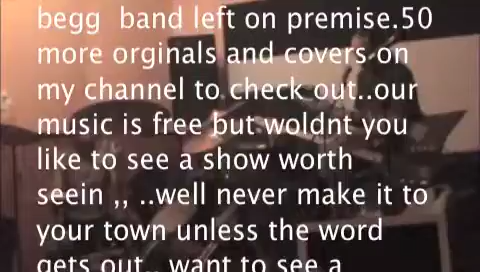 begg  band left on premise.50
more orginals and covers on
my channel to check out..our
music is free but woldnt you
like to see a show worth
seein ,, ..well never make it to
your town unless the word
gets out.. want to see a